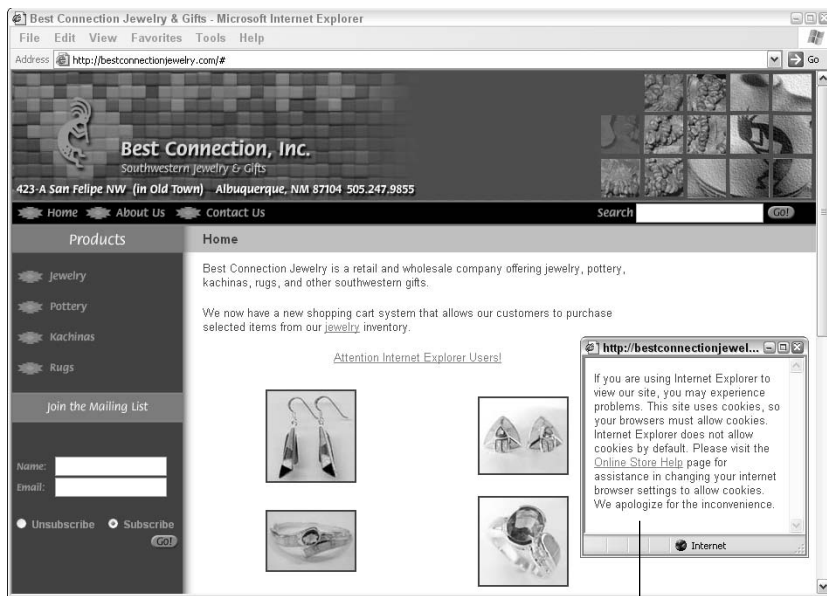 Best Connection Jewelry & Gifts - Microsoft Internet Explorer
File Edit View Favorites Tools Help
Address http://bestconnectionjewelry.com/# Go
Best Connection, Inc.
Southwestern Jewelry & Gifts
423-A San Felipe NW (in Old Town) Albuquerque, NM 87104 505.247.9855
Home About Us Contact Us Search Go!
Products
Jewelry
Pottery
Kachinas
Rugs
Join the Mailing List
Name:
Email:
Unsubscribe Subscribe
Go!
Home
Best Connection Jewelry is a retail and wholesale company offering jewelry, pottery,
kachinas, rugs, and other southwestern gifts.
We now have a new shopping cart system that allows our customers to purchase
selected items from our jewelry inventory.
Attention Internet Explorer Users!
http://bestconnectionjewel...
If you are using Internet Explorer to
view our site, you may experience
problems. This site uses cookies, so
your browsers must allow cookies.
Internet Explorer does not allow
cookies by default. Please visit the
Online Store Help page for
assistance in changing your internet
browser settings to allow cookies.
We apologize for the inconvenience.
Internet